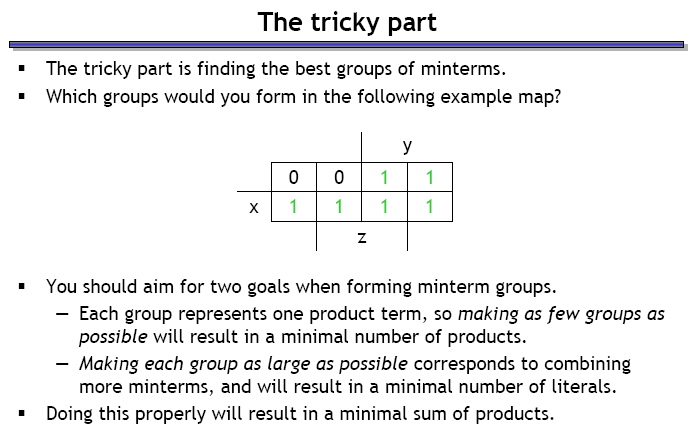 The tricky part
▪ The tricky part is finding the best groups of minterms.
▪ Which groups would you form in the following example map?
y
0 0 1 1
x 1 1 1 1
z
▪ You should aim for two goals when forming minterm groups.
— Each group represents one product term, so making as few groups as
possible will result in a minimal number of products.
— Making each group as large as possible corresponds to combining
more minterms, and will result in a minimal number of literals.
▪ Doing this properly will result in a minimal sum of products.